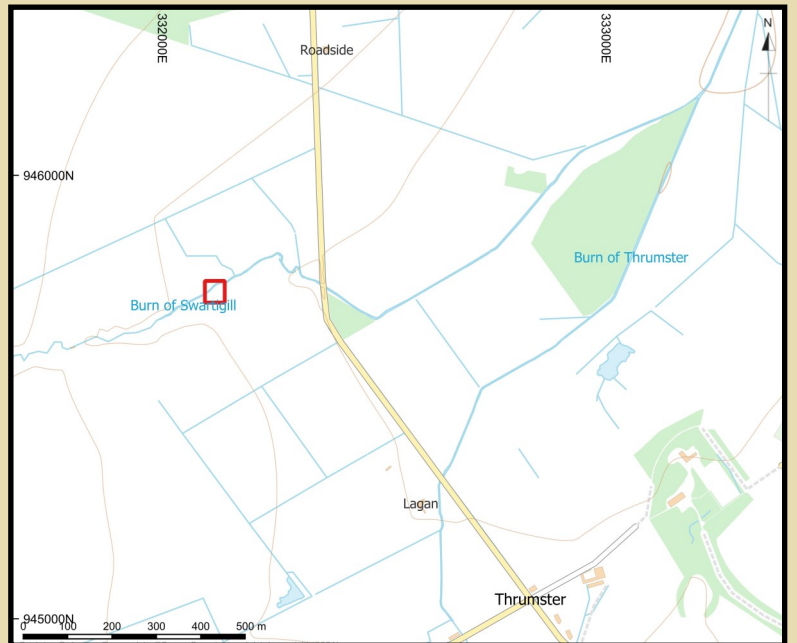 332000E
333000E
N
Roadside
946000N
Burn of Thrumster
Burn of Swartigill
Lagan
Thrumster
945000N
0 100 200 300 400 500 m